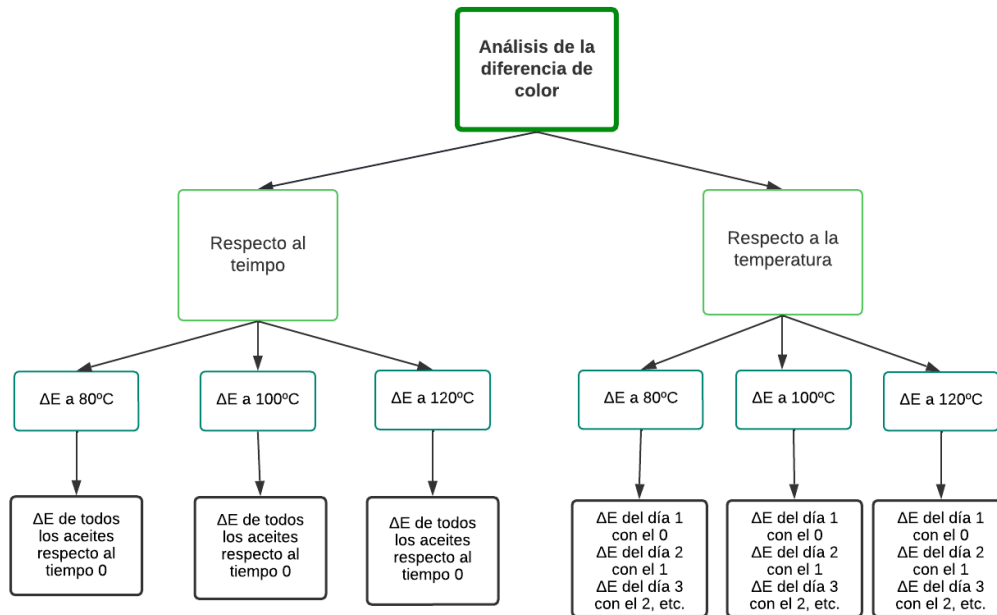 Análisis de la
diferencia de
color
Respecto al
teimpo
Respecto a la
temperatura
ΔE a 80ºC
ΔE a 100ºC
ΔE a 120ºC
ΔE a 80ºC
ΔE a 100ºC
ΔE a 120ºC
ΔE de todos
los aceites
respecto al
tiempo 0
ΔE de todos
los aceites
respecto al
tiempo 0
ΔE de todos
los aceites
respecto al
tiempo 0
ΔE del día 1
con el 0
ΔE del día 2
con el 1
ΔE del día 3
con el 2, etc.
ΔE del día 1
con el 0
ΔE del día 2
con el 1
ΔE del día 3
con el 2, etc.
ΔE del día 1
con el 0
ΔE del día 2
con el 1
ΔE del día 3
con el 2, etc.